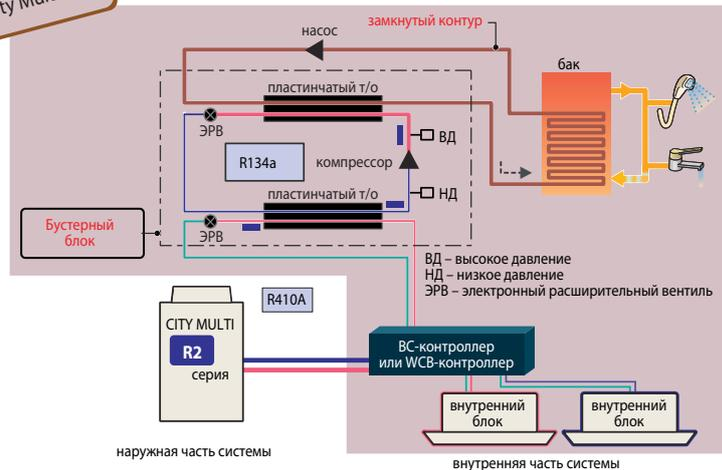 ty Mul
замкнутый контур
насос
бак
пластинчатый т/о
ЭРВ
ВД
R134a
компрессор
пластинчатый т/о
НД
Бустерный
блок
ЭРВ
ВД – высокое давление
НД – низкое давление
ЭРВ – электронный расширительный вентиль
R410A
CITY MULTI
R2
серия
BC-контроллер
или WCB-контроллер
внутренний
блок
внутренний
блок
наружная часть системы
внутренняя часть системы